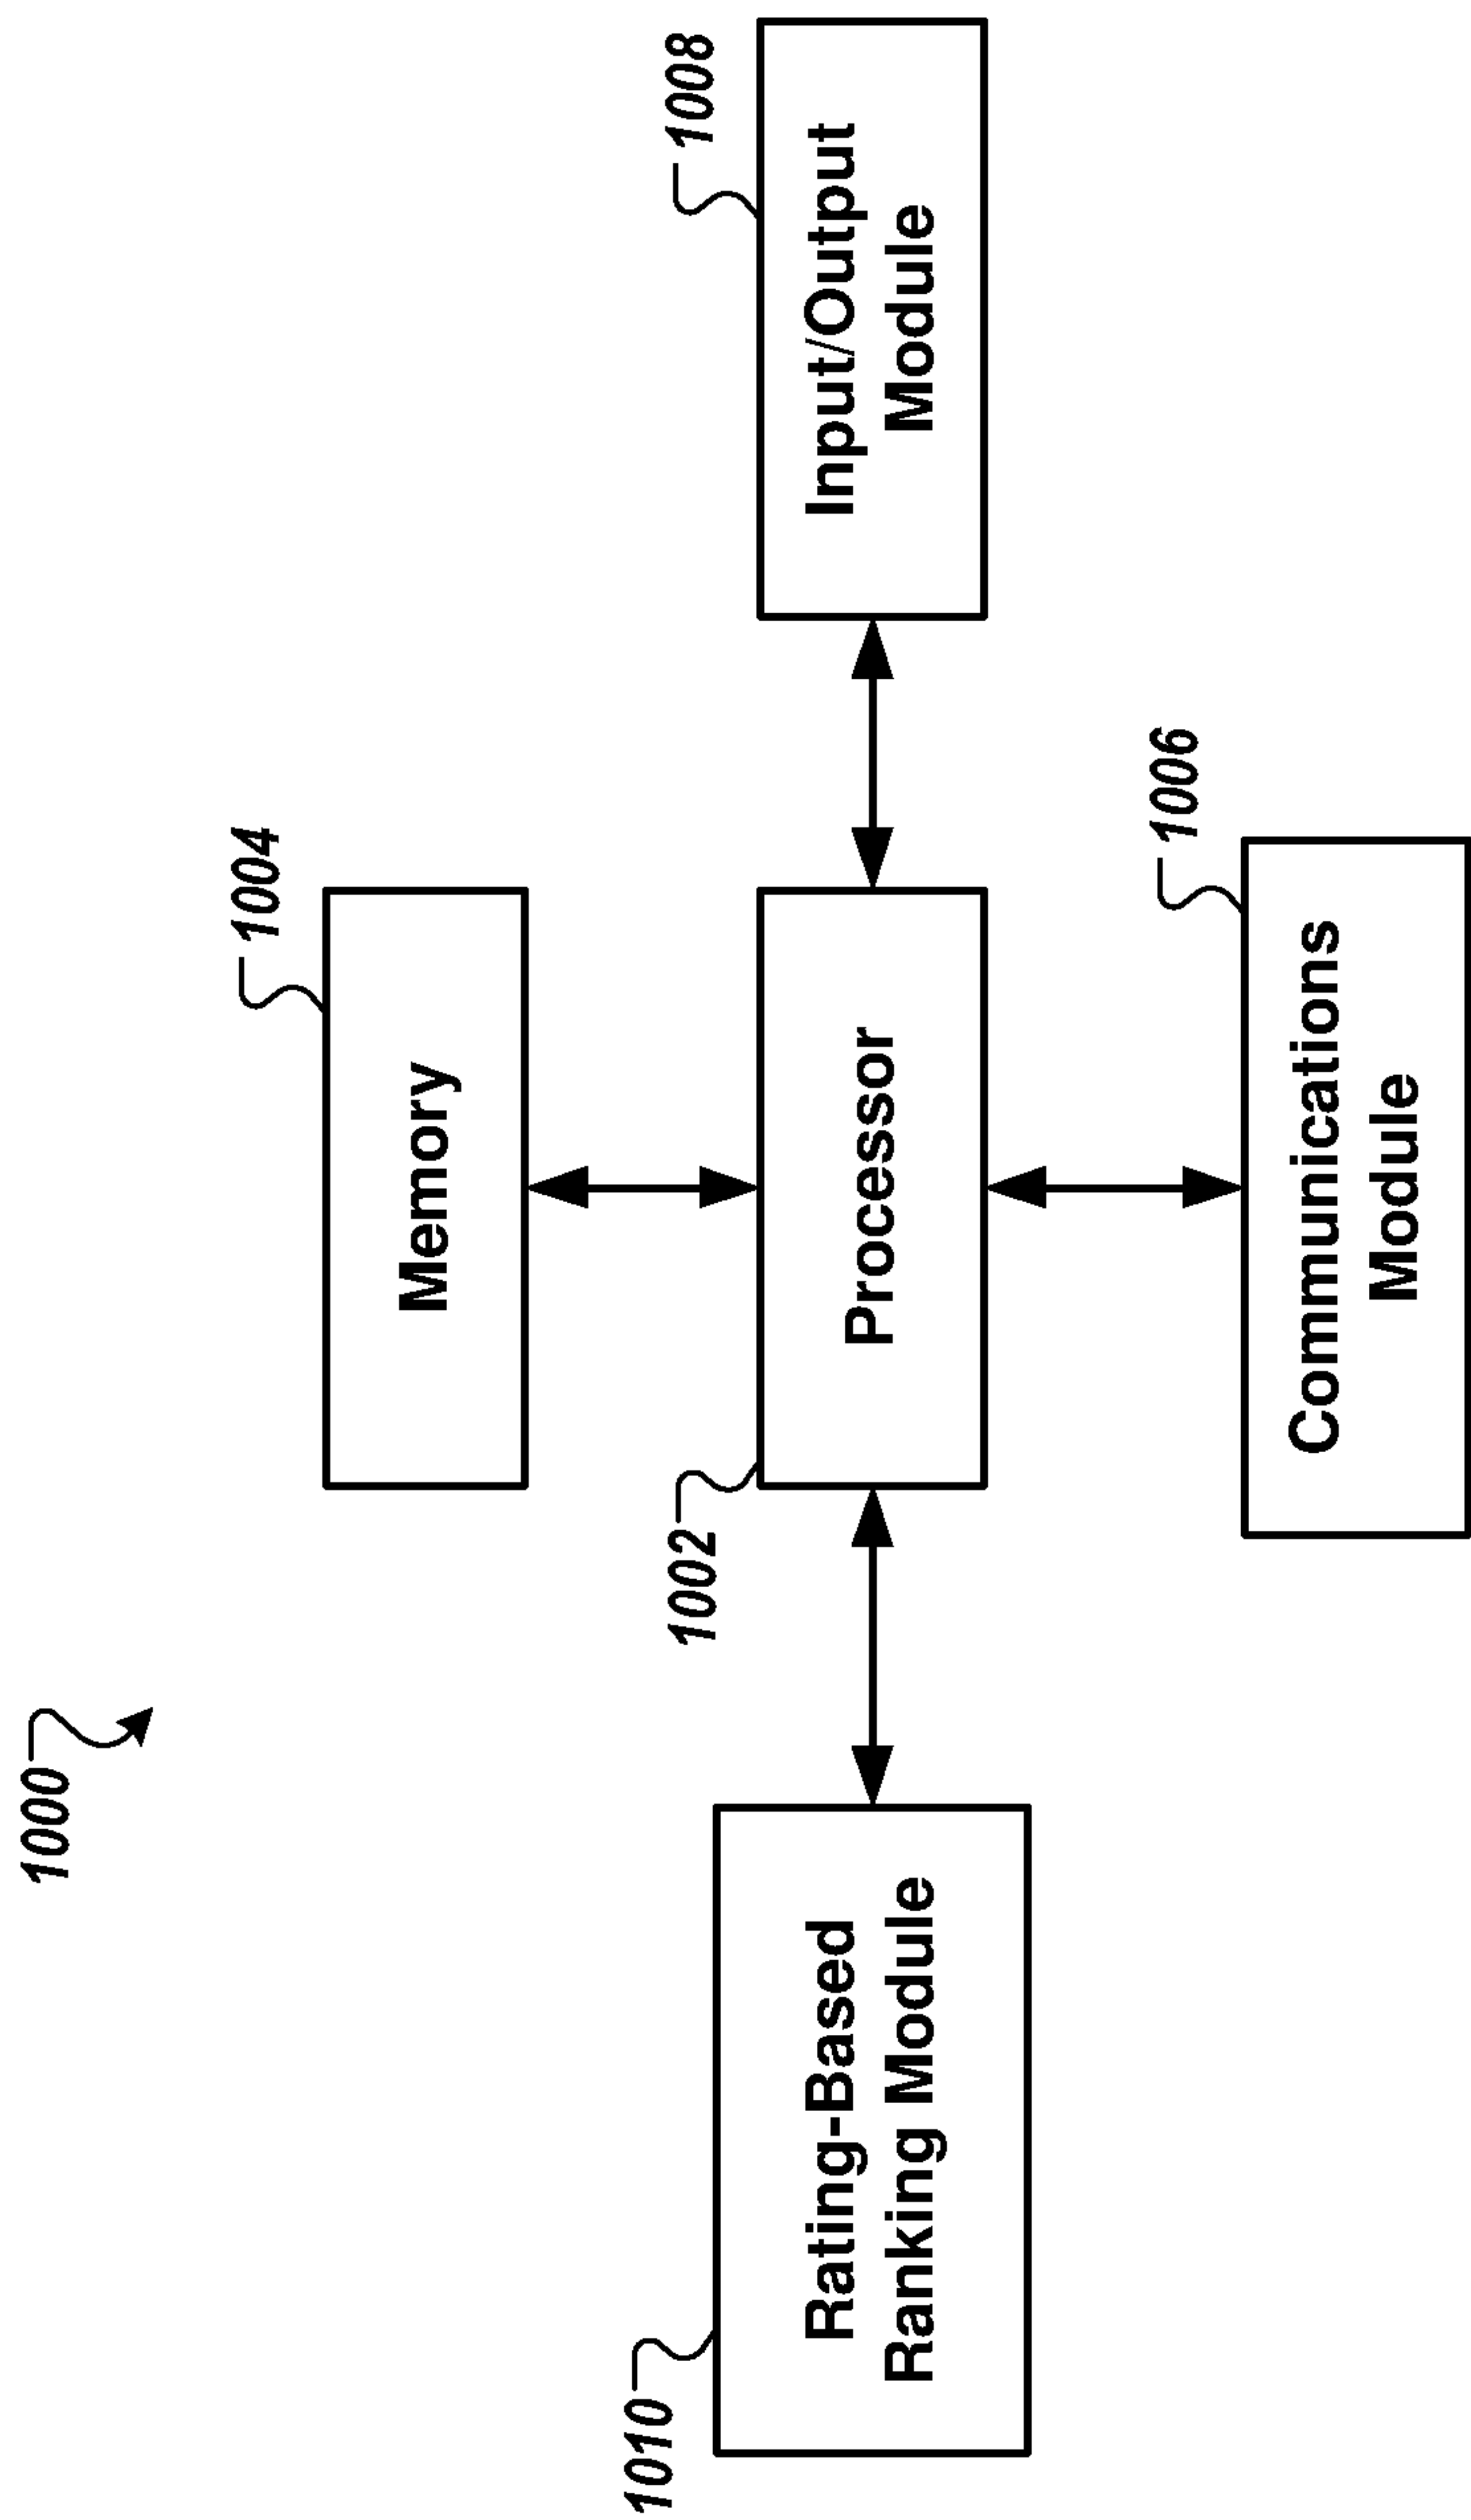 1000
1004
Memory
1002
Processor
1008
Input/Output
Module
1010
Rating-Based
Ranking Module
1006
Communications
Module